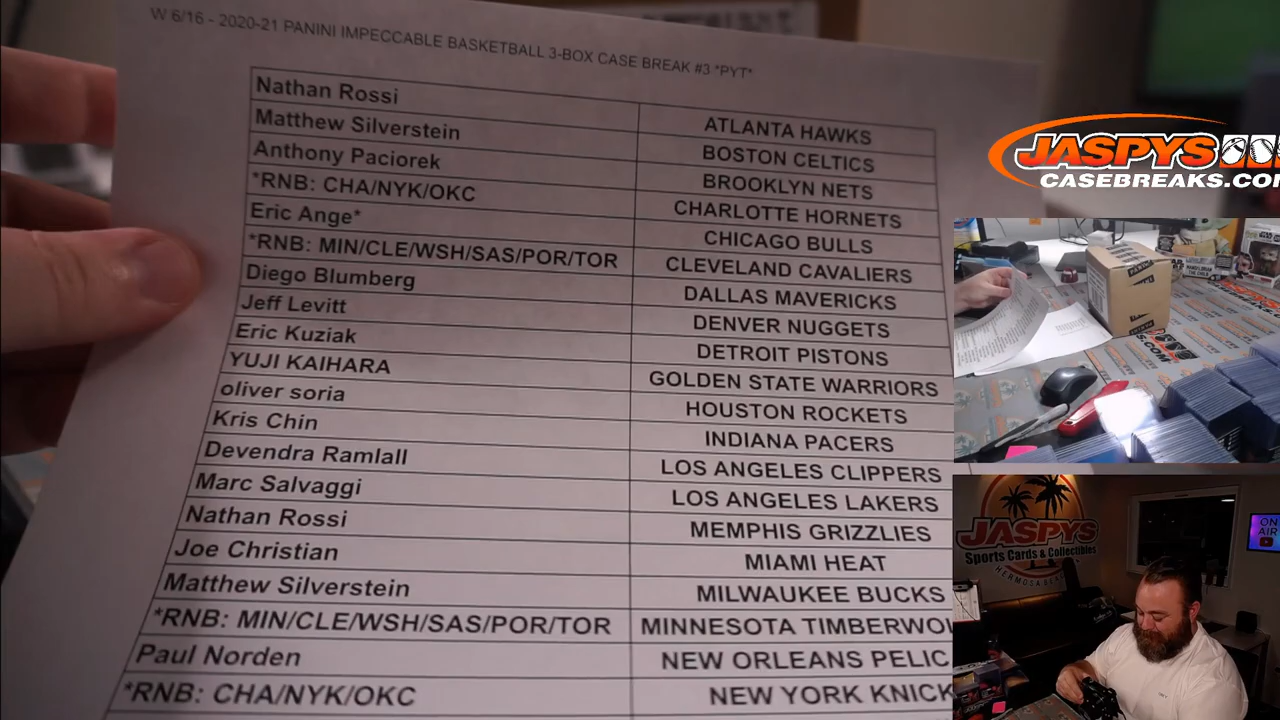 W 6/16 - 2020-21 PANINI IMPECCABLE BASKETBALL 3-BOX CASE BREAK #3 *PYT*
Nathan Rossi ATLANTA HAWKS
Matthew Silverstein BOSTON CELTICS
Anthony Paciorek BROOKLYN NETS
*RNB: CHA/NYK/OKC CHARLOTTE HORNETS
Eric Ange* CHICAGO BULLS
*RNB: MIN/CLE/WSH/SAS/POR/TOR CLEVELAND CAVALIERS
Diego Blumberg DALLAS MAVERICKS
Jeff Levitt DENVER NUGGETS
Eric Kuziak DETROIT PISTONS
YUJI KAIHARA GOLDEN STATE WARRIORS
oliver soria HOUSTON ROCKETS
Kris Chin INDIANA PACERS
Devendra Ramlall LOS ANGELES CLIPPERS
Marc Salvaggi LOS ANGELES LAKERS
Nathan Rossi MEMPHIS GRIZZLIES
Joe Christian MIAMI HEAT
Matthew Silverstein MILWAUKEE BUCKS
*RNB: MIN/CLE/WSH/SAS/POR/TOR MINNESOTA TIMBERWO
Paul Norden NEW ORLEANS PELIC
*RNB: CHA/NYK/OKC NEW YORK KNICK
JASPYS
CASEBREAKS.CO
JASPYS
Sports Cards & Collectibles
HERMOSA
ON
AIR